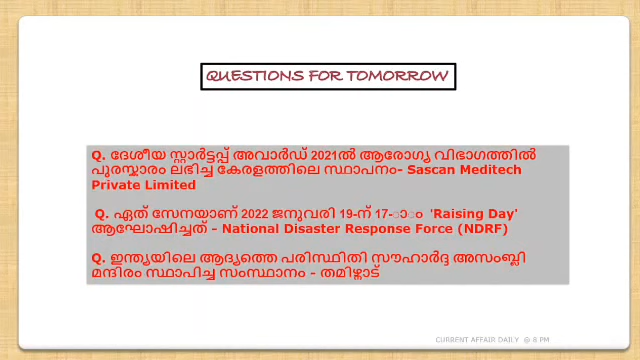 QUESTIONS FOR TOMORROW
Q. ദേശീയ സ്റ്റാർട്ടപ്പ് അവാർഡ് 2021ൽ ആരോഗ്യ വിഭാഗത്തിൽ
പുരസ്കാരം ലഭിച്ച കേരളത്തിലെ സ്ഥാപനം- Sascan Meditech
Private Limited
Q. ഏത് സേനയാണ് 2022 ജനുവരി 19-ന് 17-ാം 'Raising Day'
ആഘോഷിച്ചത് – National Disaster Response Force (NDRF)
Q. ഇന്ത്യയിലെ ആദ്യത്തെ പരിസ്ഥിതി സൗഹാർദ്ദ അസംബ്ലി
മന്ദിരം സ്ഥാപിച്ച സംസ്ഥാനം – തമിഴ്നാട്
CURRENT AFFAIR DAILY @ 8 PM